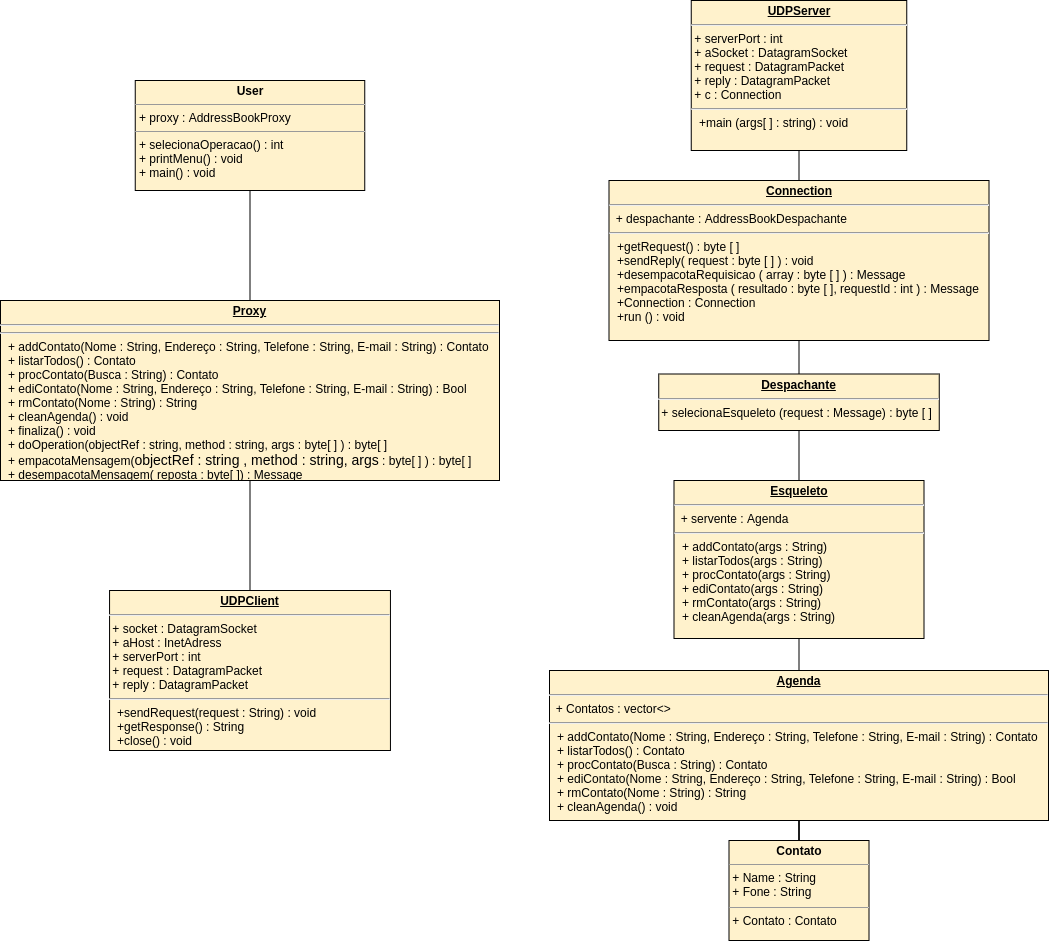 User
+ proxy : AddressBookProxy
+ selecionaOperacao() : int
+ printMenu() : void
+ main() : void
Proxy
+ addContato(Nome : String, Endereço : String, Telefone : String, E-mail : String) : Contato
+ listarTodos() : Contato
+ procContato(Busca : String) : Contato
+ ediContato(Nome : String, Endereço : String, Telefone : String, E-mail : String) : Bool
+ rmContato(Nome : String) : String
+ cleanAgenda() : void
+ finaliza() : void
+ doOperation(objectRef : string, method : string, args : byte[ ] ) : byte[ ]
+ empacotaMensagem(objectRef : string , method : string, args : byte[ ] ) : byte[ ]
+ desempacotaMensagem( reposta : byte[ ]) : Message
UDPClient
+ socket : DatagramSocket
+ aHost : InetAdress
+ serverPort : int
+ request : DatagramPacket
+ reply : DatagramPacket
+sendRequest(request : String) : void
+getResponse() : String
+close() : void
UDPServer
+ serverPort : int
+ aSocket : DatagramSocket
+ request : DatagramPacket
+ reply : DatagramPacket
+ c : Connection
+main (args[ ] : string) : void
Connection
+ despachante : AddressBookDespachante
+getRequest() : byte [ ]
+sendReply( request : byte [ ] ) : void
+desempacotaRequisicao ( array : byte [ ] ) : Message
+empacotaResposta ( resultado : byte [ ], requestId : int ) : Message
+Connection : Connection
+run () : void
Despachante
+ selecionaEsqueleto (request : Message) : byte [ ]
Esqueleto
+ servente : Agenda
+ addContato(args : String)
+ listarTodos(args : String)
+ procContato(args : String)
+ ediContato(args : String)
+ rmContato(args : String)
+ cleanAgenda(args : String)
Agenda
+ Contatos : vector<>
+ addContato(Nome : String, Endereço : String, Telefone : String, E-mail : String) : Contato
+ listarTodos() : Contato
+ procContato(Busca : String) : Contato
+ ediContato(Nome : String, Endereço : String, Telefone : String, E-mail : String) : Bool
+ rmContato(Nome : String) : String
+ cleanAgenda() : void
Contato
+ Name : String
+ Fone : String
+ Contato : Contato